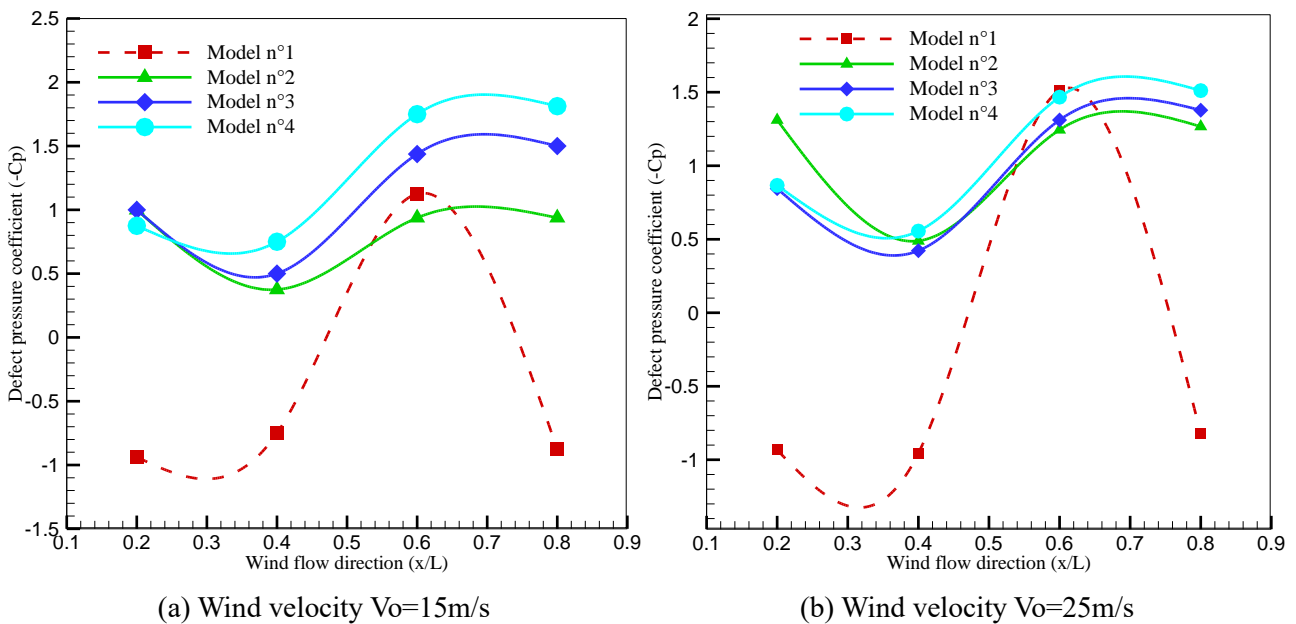 2.5
2
1.5
1
0.5
0
-0.5
-1
-1.5
Defect pressure coefficient (-Cp)
Model n°1
Model n°2
Model n°3
Model n°4
0.1 0.2 0.3 0.4 0.5 0.6 0.7 0.8 0.9
Wind flow direction (x/L)
(a) Wind velocity Vo=15m/s
2
1.5
1
0.5
0
-0.5
-1
Defect pressure coefficient (-Cp)
Model n°1
Model n°2
Model n°3
Model n°4
0.1 0.2 0.3 0.4 0.5 0.6 0.7 0.8 0.9
Wind flow direction (x/L)
(b) Wind velocity Vo=25m/s